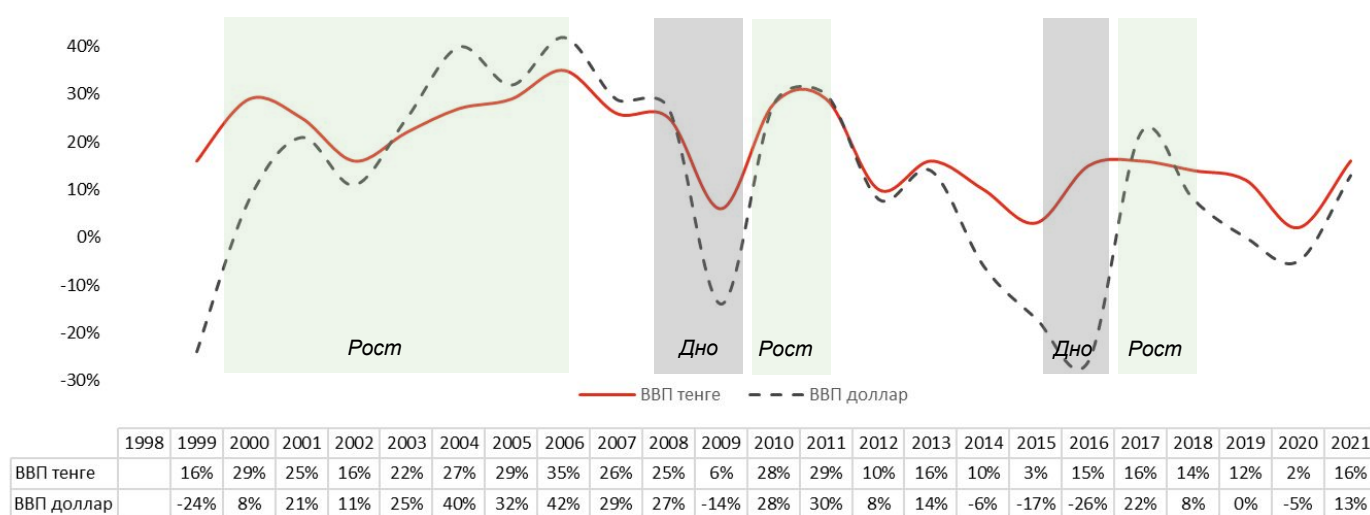 40%
30%
20%
10%
0%
-10%
-20%
-30%
Рост Дно Рост Дно Рост
ВВП тенге ВВП доллар
1998 1999 2000 2001 2002 2003 2004 2005 2006 2007 2008 2009 2010 2011 2012 2013 2014 2015 2016 2017 2018 2019 2020 2021
ВВП тенге 16% 29% 25% 16% 22% 27% 29% 35% 26% 25% 6% 28% 29% 10% 16% 10% 3% 15% 16% 14% 12% 2% 16%
ВВП доллар -24% 8% 21% 11% 25% 40% 32% 42% 29% 27% -14% 28% 30% 8% 14% -6% -17% -26% 22% 8% 0% -5% 13%